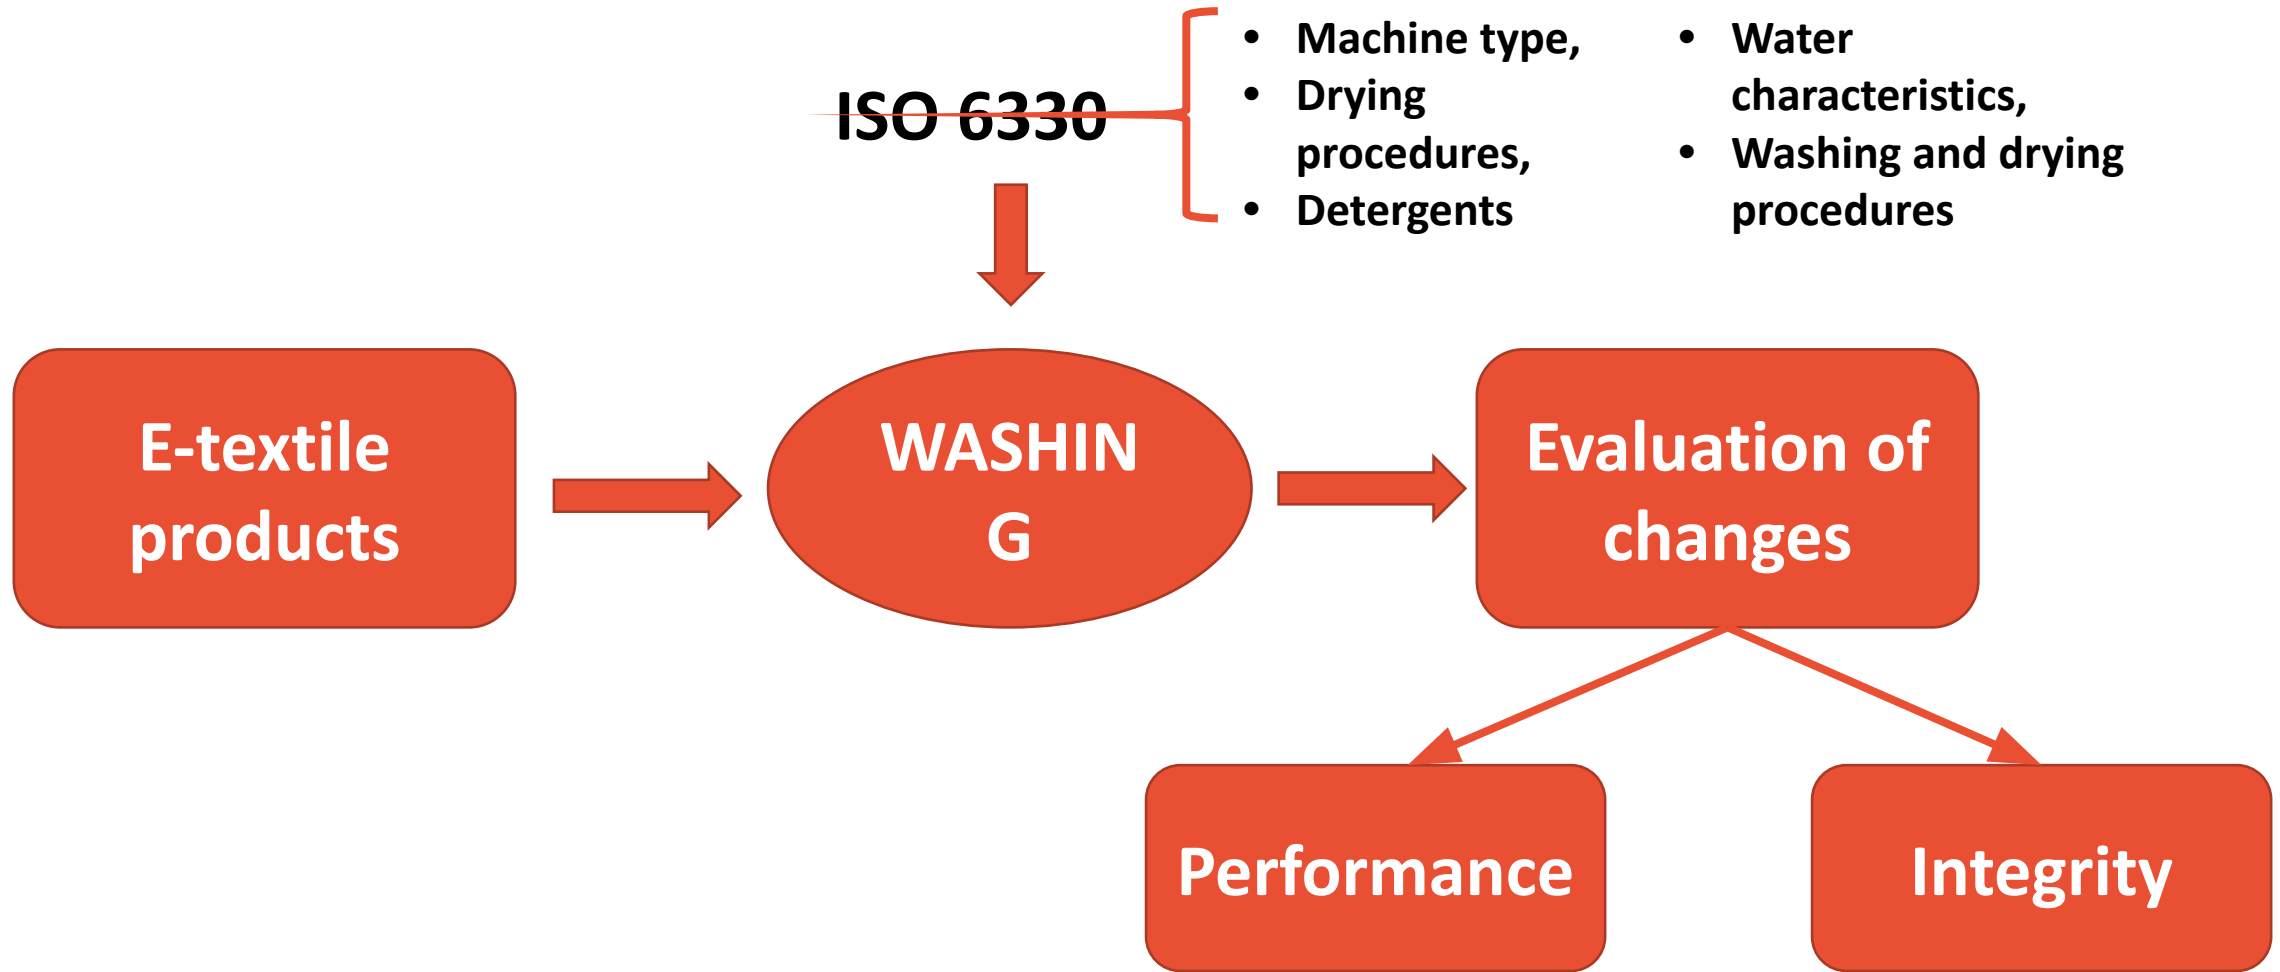 ISO 6330
• Machine type,
• Drying
procedures,
• Detergents
• Water
characteristics,
• Washing and drying
procedures
E-textile
products
WASHIN
G
Evaluation of
changes
Performance
Integrity